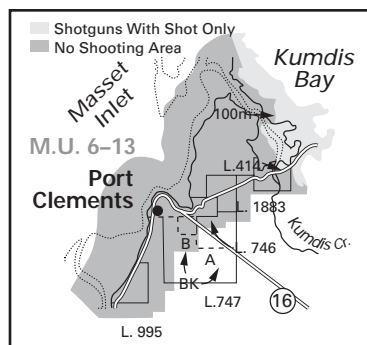 Shotguns With Shot Only
No Shooting Area
Kumdis
Bay
Masset
Inlet
100m
M.U. 6–13
L.414
Port
Clements
L. 1883
Kumdis Cr.
B
L. 746
A
BK
L.747
16
L. 995